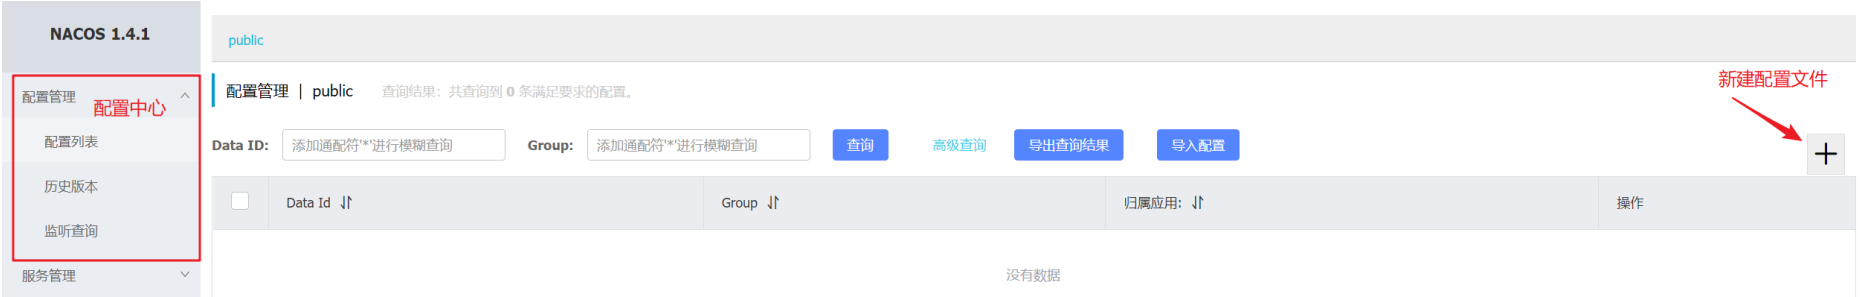 NACOS 1.4.1
public
配置管理
配置中心
配置列表
历史版本
监听查询
服务管理
配置管理 | public 查询结果：共查询到 0 条满足要求的配置。
新建配置文件
Data ID: 添加通配符'*'进行模糊查询 Group: 添加通配符'*'进行模糊查询 查询 高级查询 导出查询结果 导入配置
Data Id Group 归属应用: 操作
没有数据